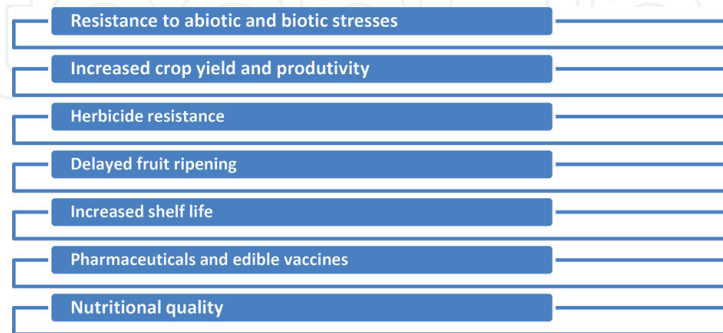 Resistance to abiotic and biotic stresses
Increased crop yield and produtivity
Herbicide resistance
Delayed fruit ripening
Increased shelf life
Pharmaceuticals and edible vaccines
Nutritional quality